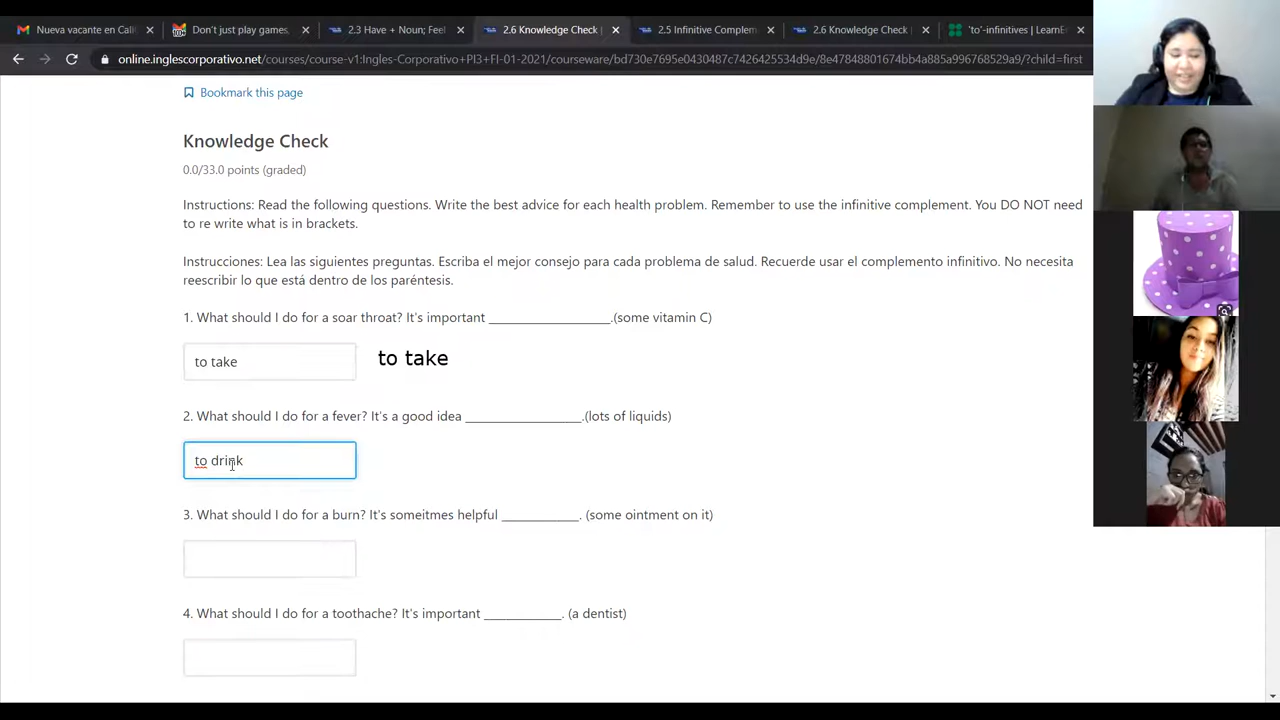 Nueva vacante en Cali
Don't just play games,
2.3 Have + Noun; Feel
2.6 Knowledge Check |
2.5 Infinitive Complem
2.6 Knowledge Check |
'to'-infinitives | LearnE
online.inglescorporativo.net/courses/course-v1:Ingles-Corporativo+PI3+FI-01-2021/courseware/bd730e7695e0430487c7426425534d9e/8e47848801674bb4a885a996768529a9/?child=first
Bookmark this page
Knowledge Check
0.0/33.0 points (graded)
Instructions: Read the following questions. Write the best advice for each health problem. Remember to use the infinitive complement. You DO NOT need
to re write what is in brackets.
Instrucciones: Lea las siguientes preguntas. Escriba el mejor consejo para cada problema de salud. Recuerde usar el complemento infinitivo. No necesita
reescribir lo que está dentro de los paréntesis.
1. What should I do for a soar throat? It's important __________________.(some vitamin C)
to take to take
2. What should I do for a fever? It's a good idea _________________.(lots of liquids)
to drink
3. What should I do for a burn? It's someitmes helpful ___________. (some ointment on it)
4. What should I do for a toothache? It's important ___________. (a dentist)